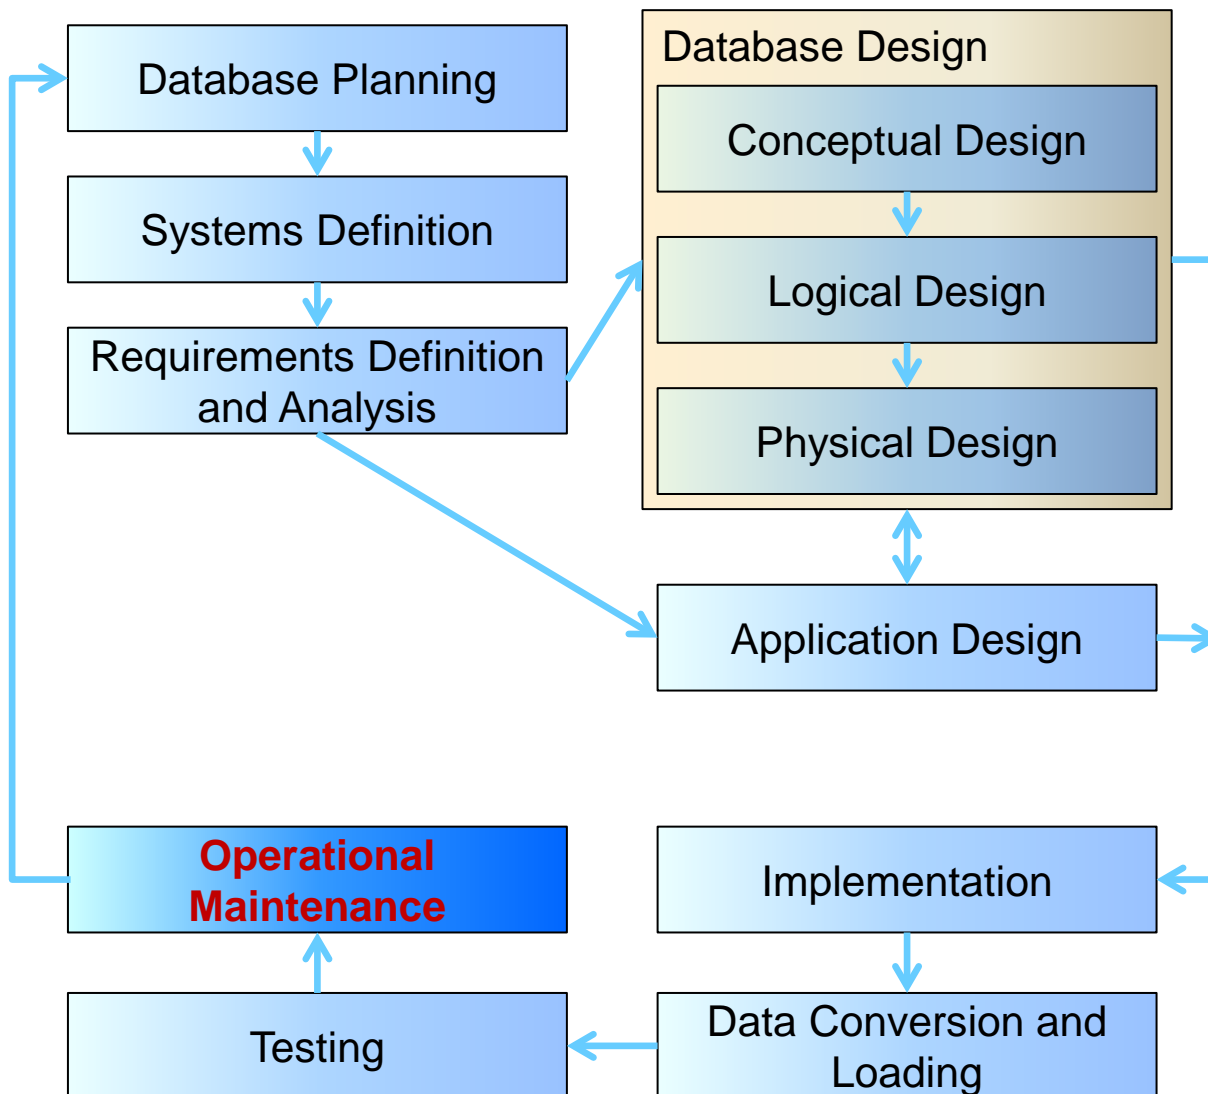 Database Planning
Systems Definition
Requirements Definition
and Analysis
Database Design
Conceptual Design
Logical Design
Physical Design
Application Design
Operational
Maintenance
Implementation
Testing
Data Conversion and
Loading